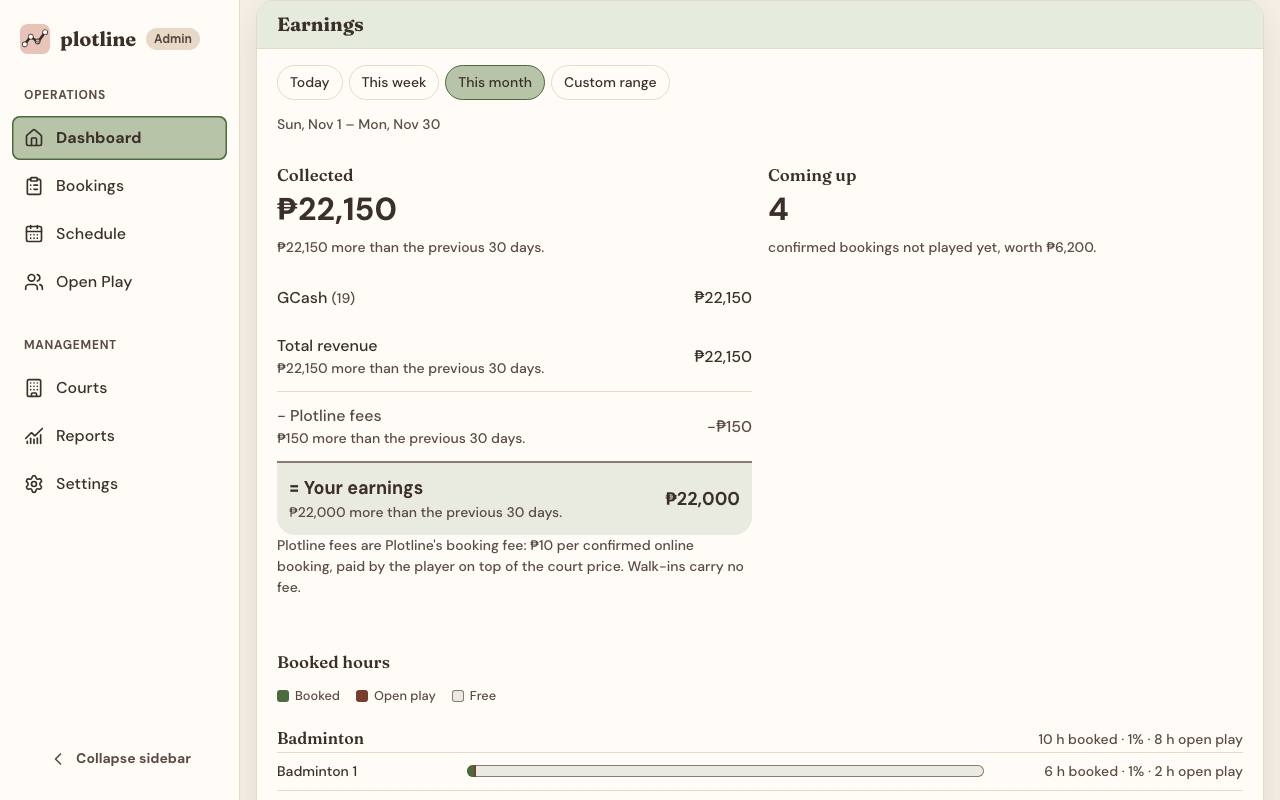 plotline Admin
OPERATIONS
Dashboard
Bookings
Schedule
Open Play
MANAGEMENT
Courts
Reports
Settings
Collapse sidebar
Earnings
Today This week This month Custom range
Sun, Nov 1 – Mon, Nov 30
Collected
₱22,150
₱22,150 more than the previous 30 days.
Coming up
4
confirmed bookings not played yet, worth ₱6,200.
GCash (19) ₱22,150
Total revenue ₱22,150
₱22,150 more than the previous 30 days.
− Plotline fees −₱150
₱150 more than the previous 30 days.
= Your earnings ₱22,000
₱22,000 more than the previous 30 days.
Plotline fees are Plotline's booking fee: ₱10 per confirmed online
booking, paid by the player on top of the court price. Walk-ins carry no
fee.
Booked hours
Booked Open play Free
Badminton 10 h booked · 1% · 8 h open play
Badminton 1 6 h booked · 1% · 2 h open play